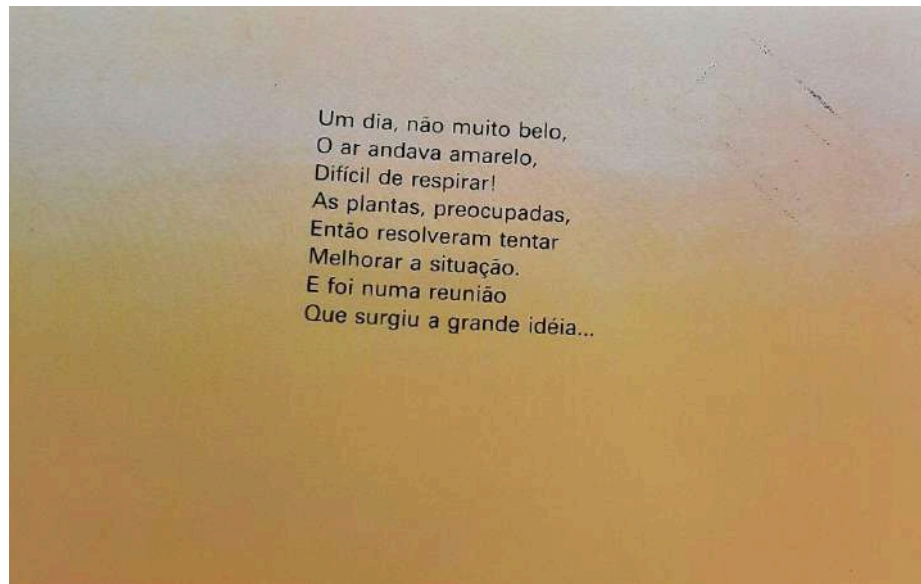 Um dia, não muito belo,
O ar andava amarelo,
Difícil de respirar!
As plantas, preocupadas,
Então resolveram tentar
Melhorar a situação.
E foi numa reunião
Que surgiu a grande idéia...